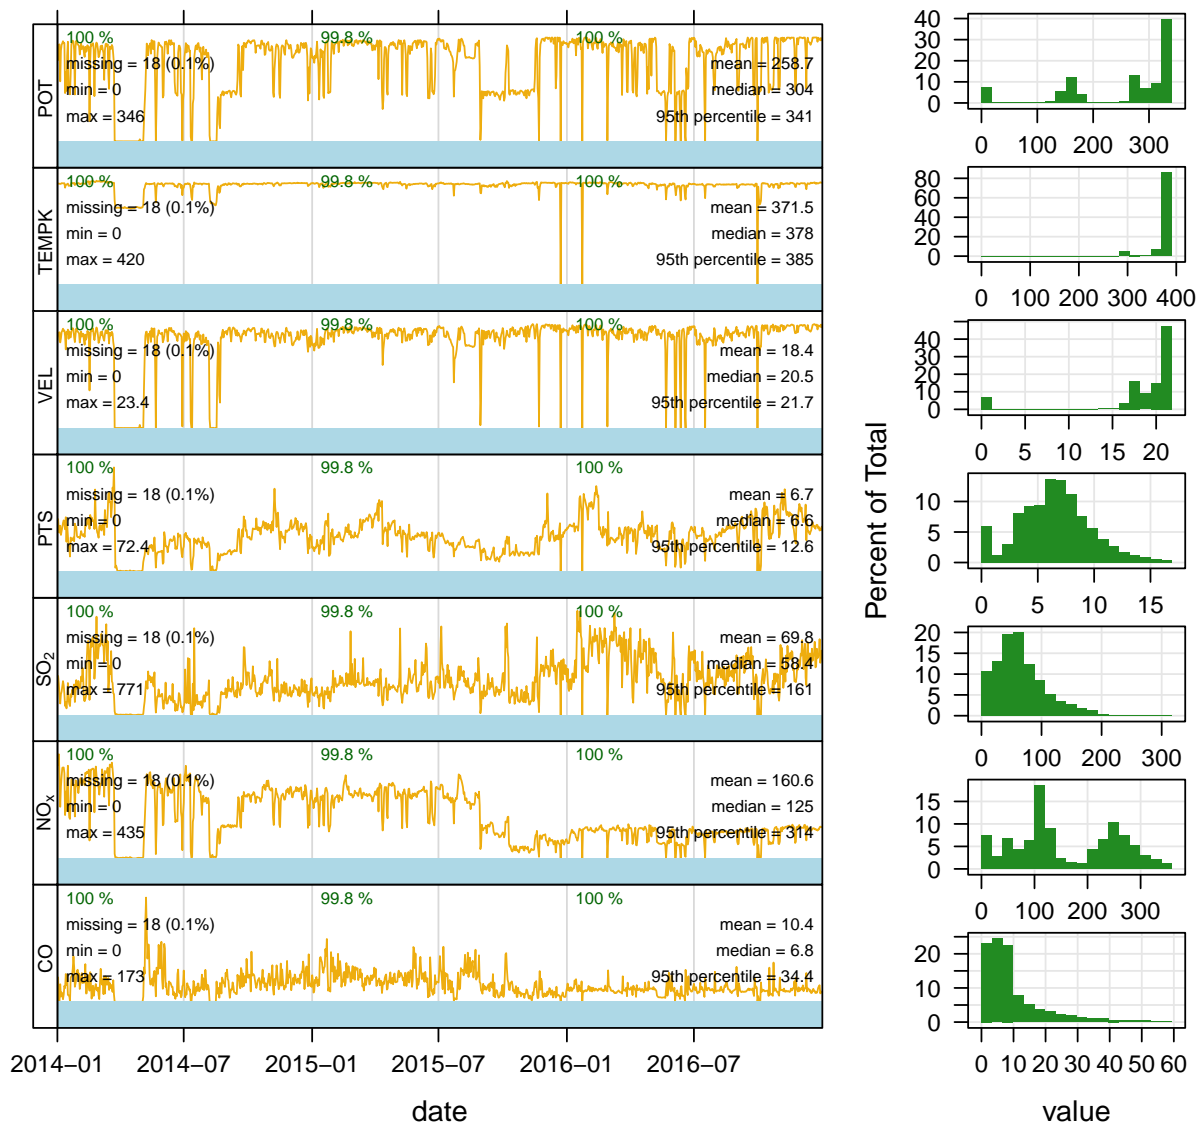 POT
100 %
99.8 %
100 %
missing = 18 (0.1%)
min = 0
max = 346
mean = 258.7
median = 304
95th percentile = 341
TEMPK
100 %
99.8 %
100 %
missing = 18 (0.1%)
min = 0
max = 420
mean = 371.5
median = 378
95th percentile = 385
VEL
100 %
99.8 %
100 %
missing = 18 (0.1%)
min = 0
max = 23.4
mean = 18.4
median = 20.5
95th percentile = 21.7
PTS
100 %
99.8 %
100 %
missing = 18 (0.1%)
min = 0
max = 72.4
mean = 6.7
median = 6.6
95th percentile = 12.6
SO₂
100 %
99.8 %
100 %
missing = 18 (0.1%)
min = 0
max = 771
mean = 69.8
median = 58.4
95th percentile = 161
NOₓ
100 %
99.8 %
100 %
missing = 18 (0.1%)
min = 0
max = 435
mean = 160.6
median = 125
95th percentile = 314
CO
100 %
99.8 %
100 %
missing = 18 (0.1%)
min = 0
max = 173
mean = 10.4
median = 6.8
95th percentile = 34.4
2014−01 2014−07 2015−01 2015−07 2016−01 2016−07
date
Percent of Total
40
30
20
10
0
0 100 200 300
80
60
40
20
0
0 100 200 300 400
40
30
20
10
0
0 5 10 15 20
10
5
0
0 5 10 15
20
15
10
5
0
0 100 200 300
15
10
5
0
0 100 200 300
20
10
0
0 10 20 30 40 50 60
value